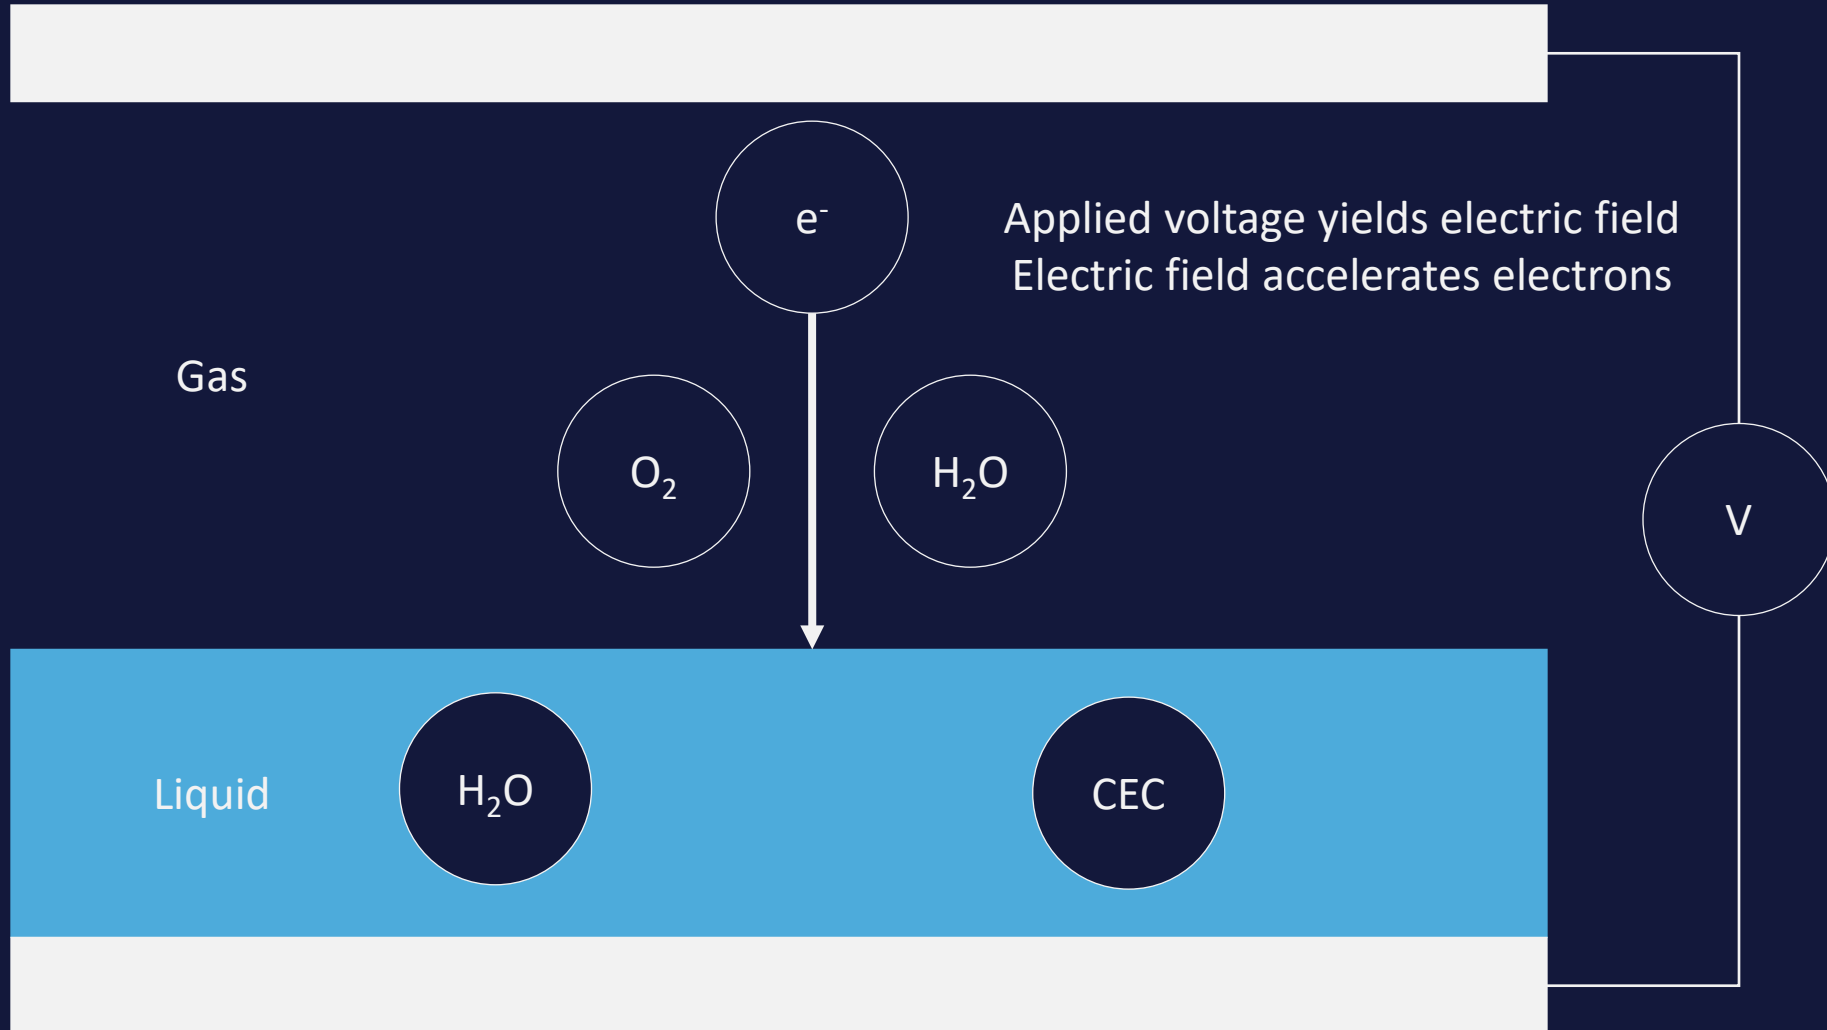 e⁻
Applied voltage yields electric field
Electric field accelerates electrons
Gas
O₂
H₂O
V
Liquid
H₂O
CEC